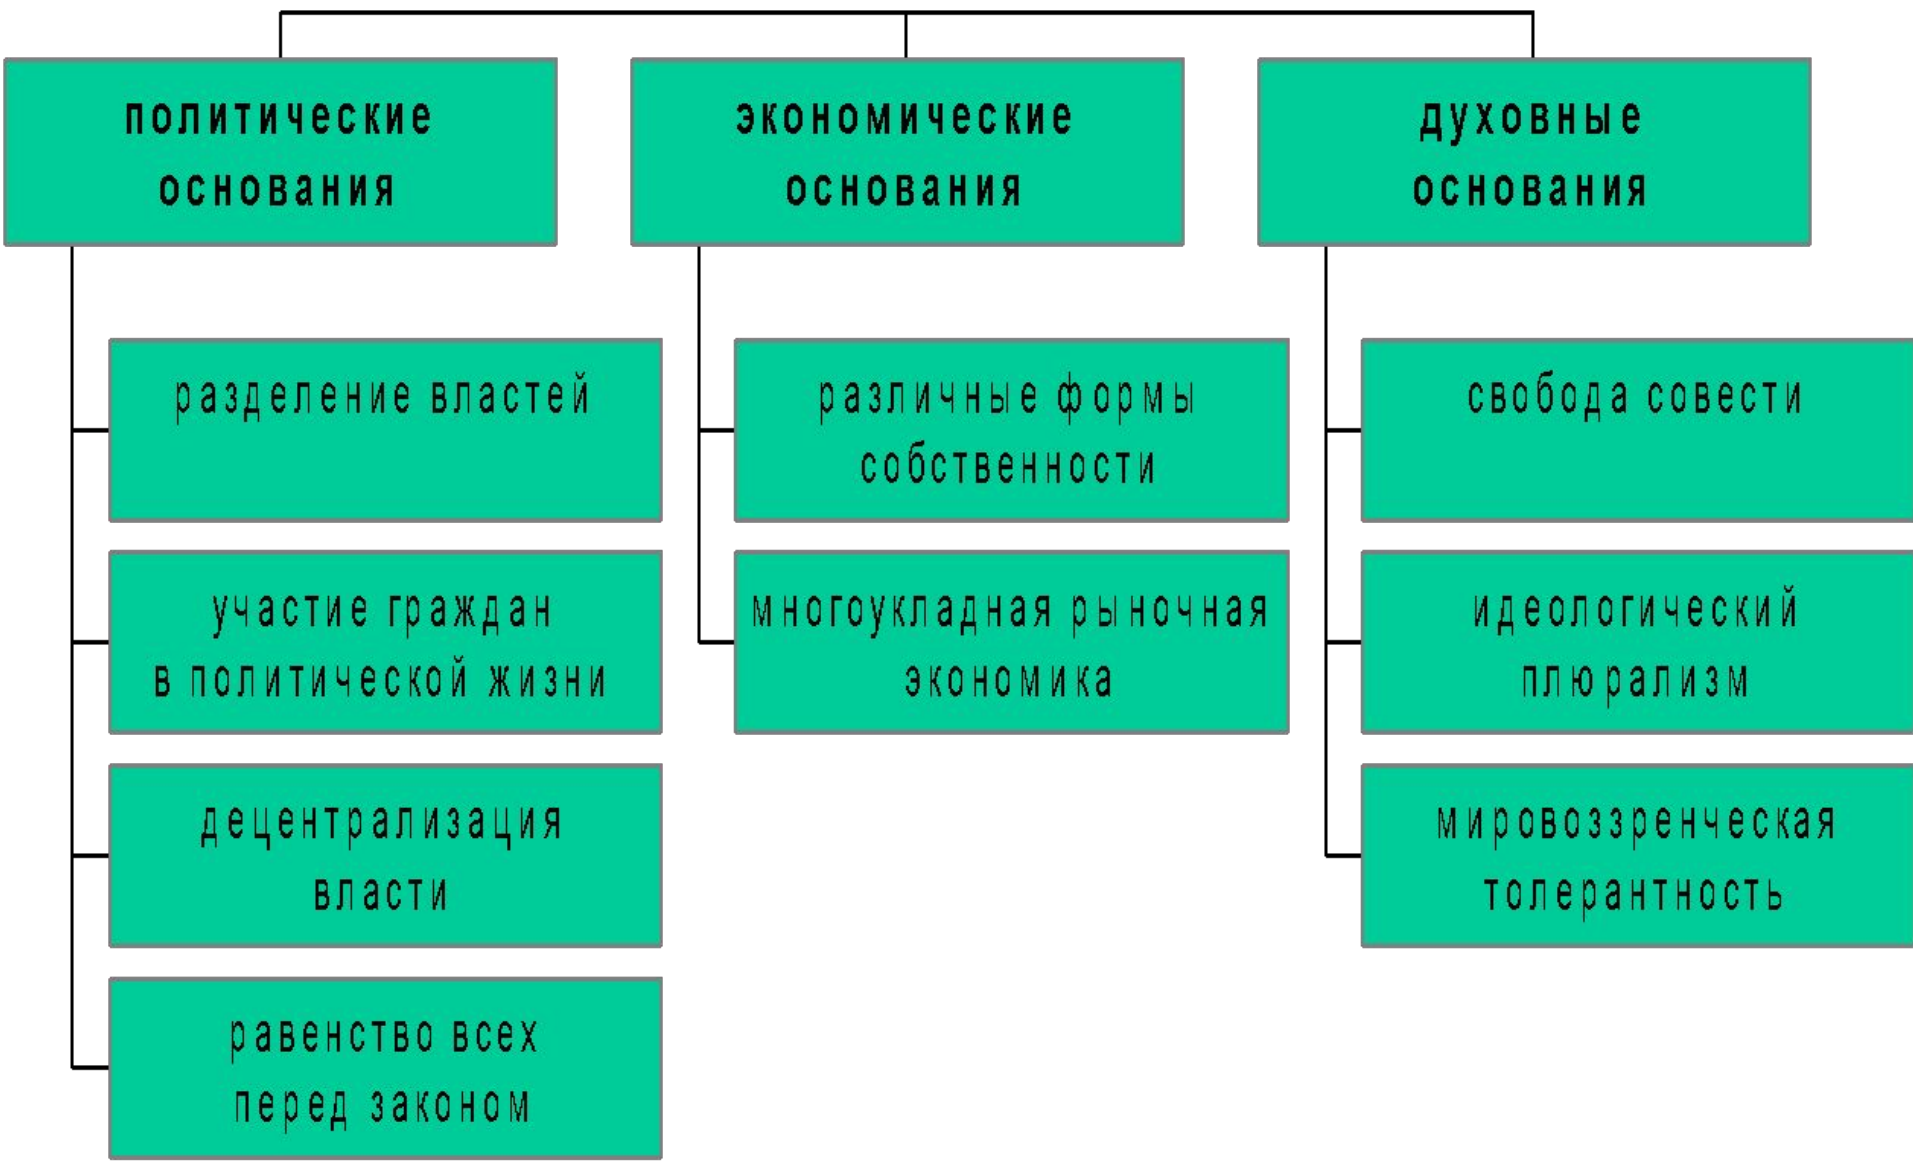 политические
основания
экономические
основания
духовные
основания
разделение властей
участие граждан
в политической жизни
децентрализация
власти
равенство всех
перед законом
различные формы
собственности
многоукладная рыночная
экономика
свобода совести
идеологический
плюрализм
мировоззренческая
толерантность